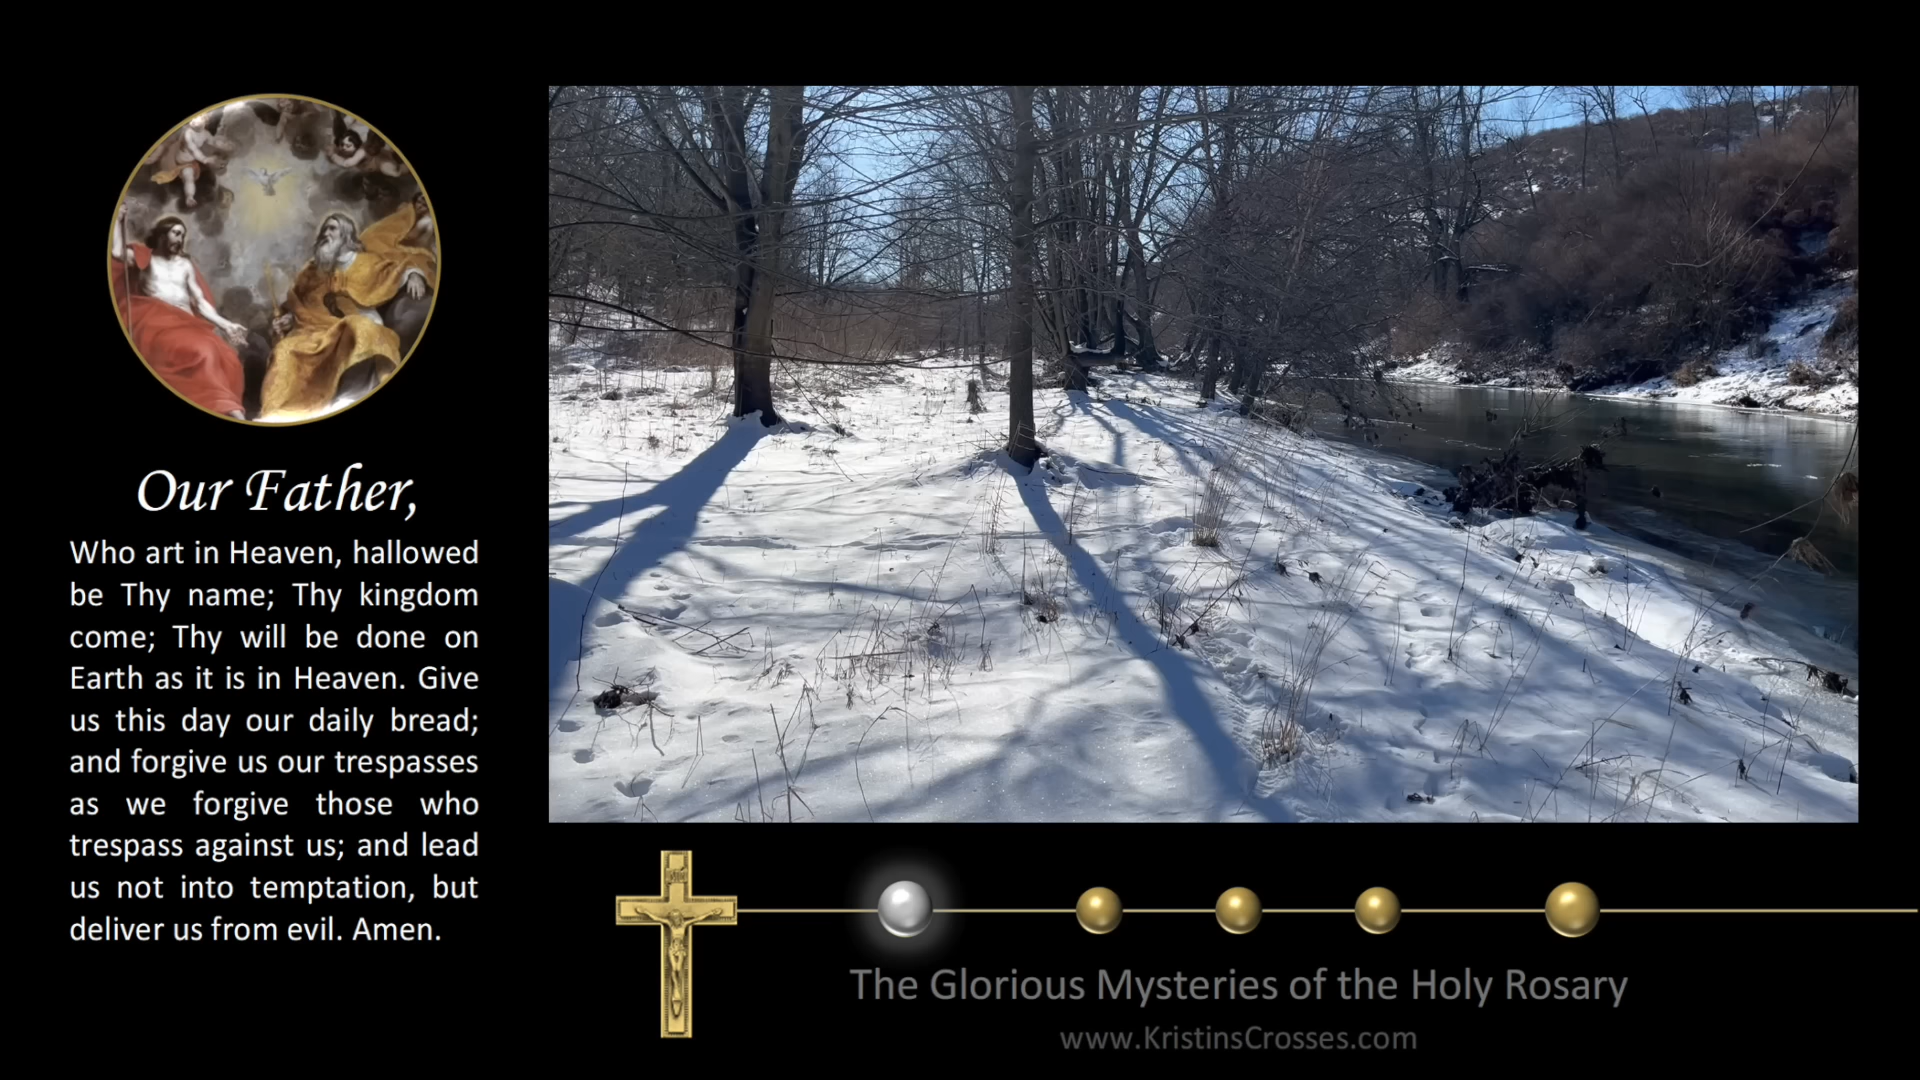 Our Father,
Who art in Heaven, hallowed
be Thy name; Thy kingdom
come; Thy will be done on
Earth as it is in Heaven. Give
us this day our daily bread;
and forgive us our trespasses
as we forgive those who
trespass against us; and lead
us not into temptation, but
deliver us from evil. Amen.
The Glorious Mysteries of the Holy Rosary
www.KristinsCrosses.com